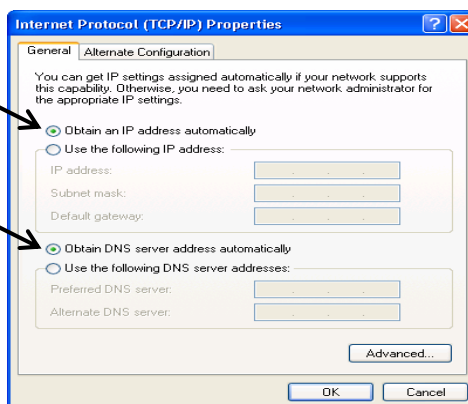 Internet Protocol (TCP/IP) Properties
General
Alternate Configuration
You can get IP settings assigned automatically if your network supports
this capability. Otherwise, you need to ask your network administrator for
the appropriate IP settings.
Obtain an IP address automatically
Use the following IP address:
IP address:
Subnet mask:
Default gateway:
Obtain DNS server address automatically
Use the following DNS server addresses:
Preferred DNS server:
Alternate DNS server:
Advanced...
OK
Cancel